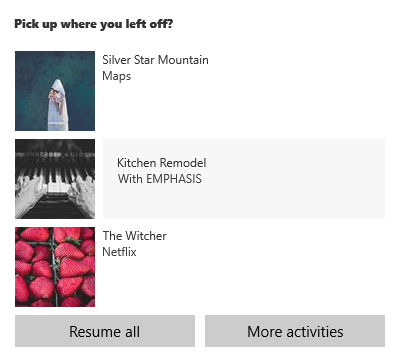 Pick up where you left off?
Silver Star Mountain
Maps
Kitchen Remodel
With EMPHASIS
The Witcher
Netflix
Resume all
More activities